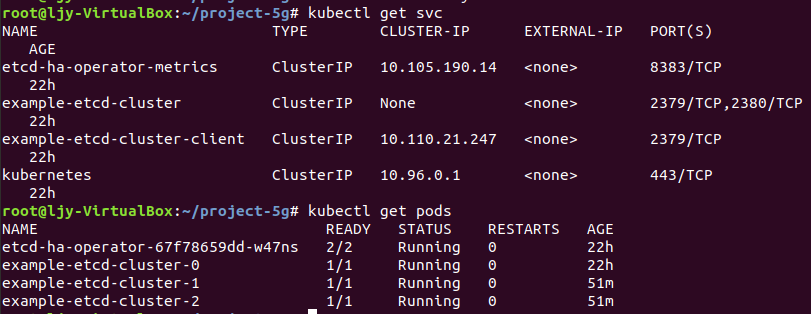 root@ljy-VirtualBox:~/project-5g# kubectl get svc
NAME TYPE CLUSTER-IP EXTERNAL-IP PORT(S)
AGE
etcd-ha-operator-metrics ClusterIP 10.105.190.14 <none> 8383/TCP
22h
example-etcd-cluster ClusterIP None <none> 2379/TCP,2380/TCP
22h
example-etcd-cluster-client ClusterIP 10.110.21.247 <none> 2379/TCP
22h
kubernetes ClusterIP 10.96.0.1 <none> 443/TCP
22h
root@ljy-VirtualBox:~/project-5g# kubectl get pods
NAME READY STATUS RESTARTS AGE
etcd-ha-operator-67f78659dd-w47ns 2/2 Running 0 22h
example-etcd-cluster-0 1/1 Running 0 22h
example-etcd-cluster-1 1/1 Running 0 51m
example-etcd-cluster-2 1/1 Running 0 51m